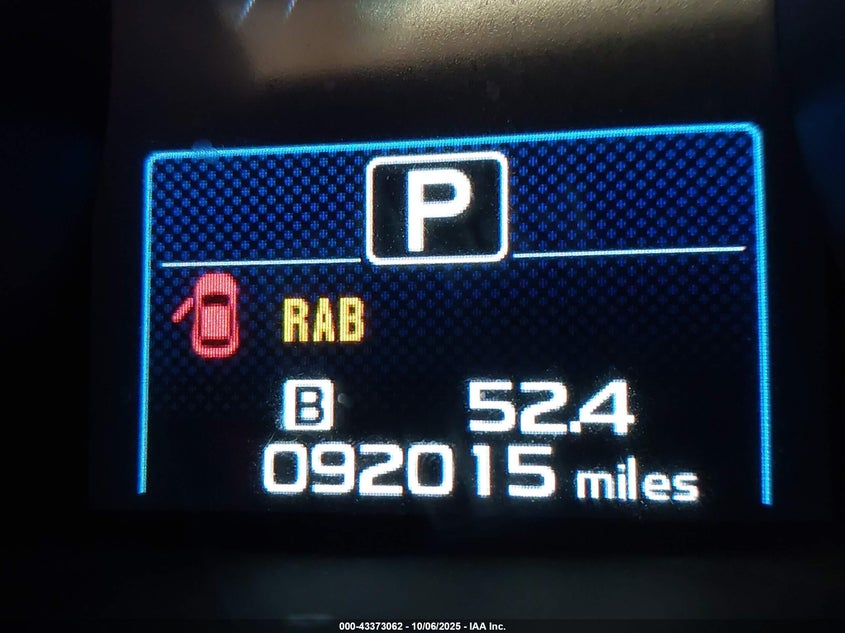 P
RAB
B 52.4
092015 miles
000-43373062 - 10/06/2025 - IAA Inc.